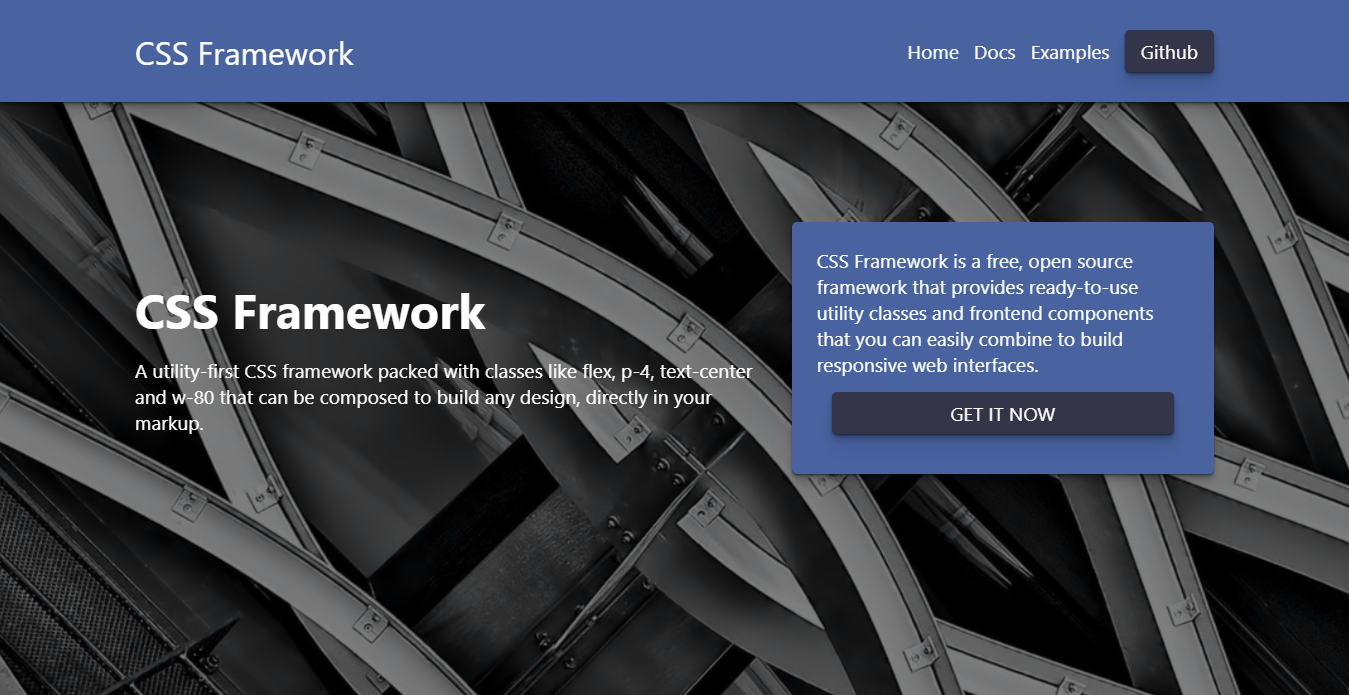 CSS Framework
Home Docs Examples Github
CSS Framework
A utility-first CSS framework packed with classes like flex, p-4, text-center
and w-80 that can be composed to build any design, directly in your
markup.
CSS Framework is a free, open source
framework that provides ready-to-use
utility classes and frontend components
that you can easily combine to build
responsive web interfaces.
GET IT NOW